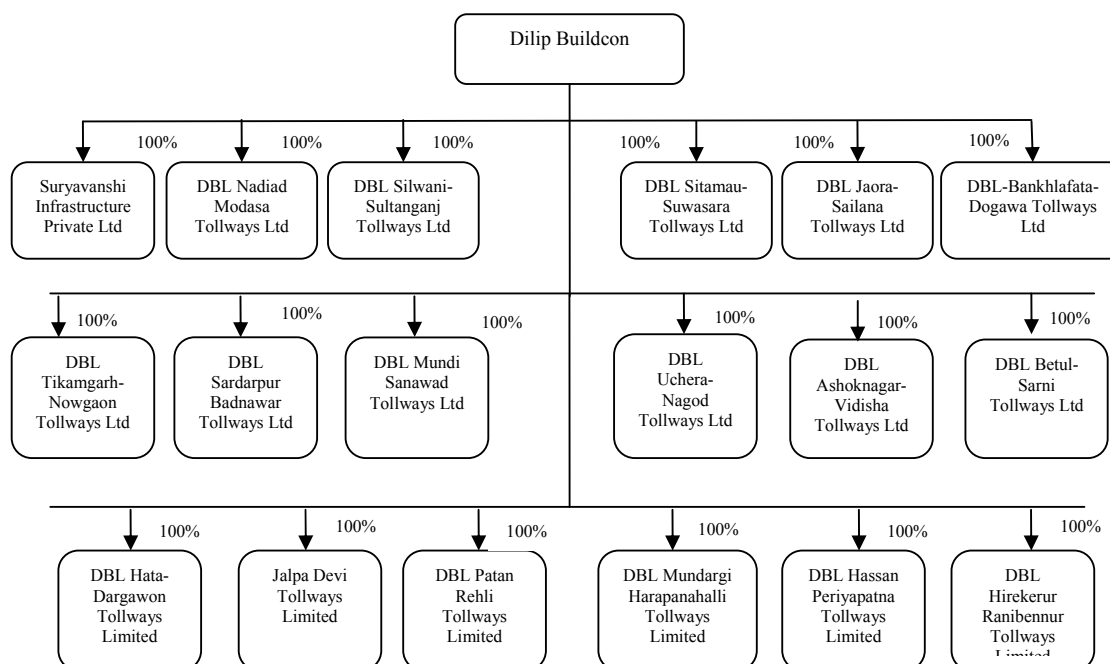 Dilip Buildcon
100%
100%
100%
100%
100%
100%
Suryavanshi
Infrastructure
Private Ltd
DBL Nadiad
Modasa
Tollways Ltd
DBL Silwani-
Sultanganj
Tollways Ltd
DBL Sitamau-
Suwasara
Tollways Ltd
DBL Jaora-
Sailana
Tollways Ltd
DBL-Bankhlafata-
Dogawa Tollways
Ltd
100%
100%
100%
100%
100%
100%
DBL
Tikamgarh-
Nowgaon
Tollways Ltd
DBL
Sardarpur
Badnawar
Tollways Ltd
DBL Mundi
Sanawad
Tollways Ltd
DBL
Uchera-
Nagod
Tollways Ltd
DBL
Ashoknagar-
Vidisha
Tollways Ltd
DBL Betul-
Sarni
Tollways Ltd
100%
100%
100%
100%
100%
100%
DBL Hata-
Dargawon
Tollways
Limited
Jalpa Devi
Tollways
Limited
DBL Patan
Rehli
Tollways
Limited
DBL Mundargi
Harapanahalli
Tollways
Limited
DBL Hassan
Periyapatna
Tollways
Limited
DBL
Hirekerur
Ranibennur
Tollways
Limited